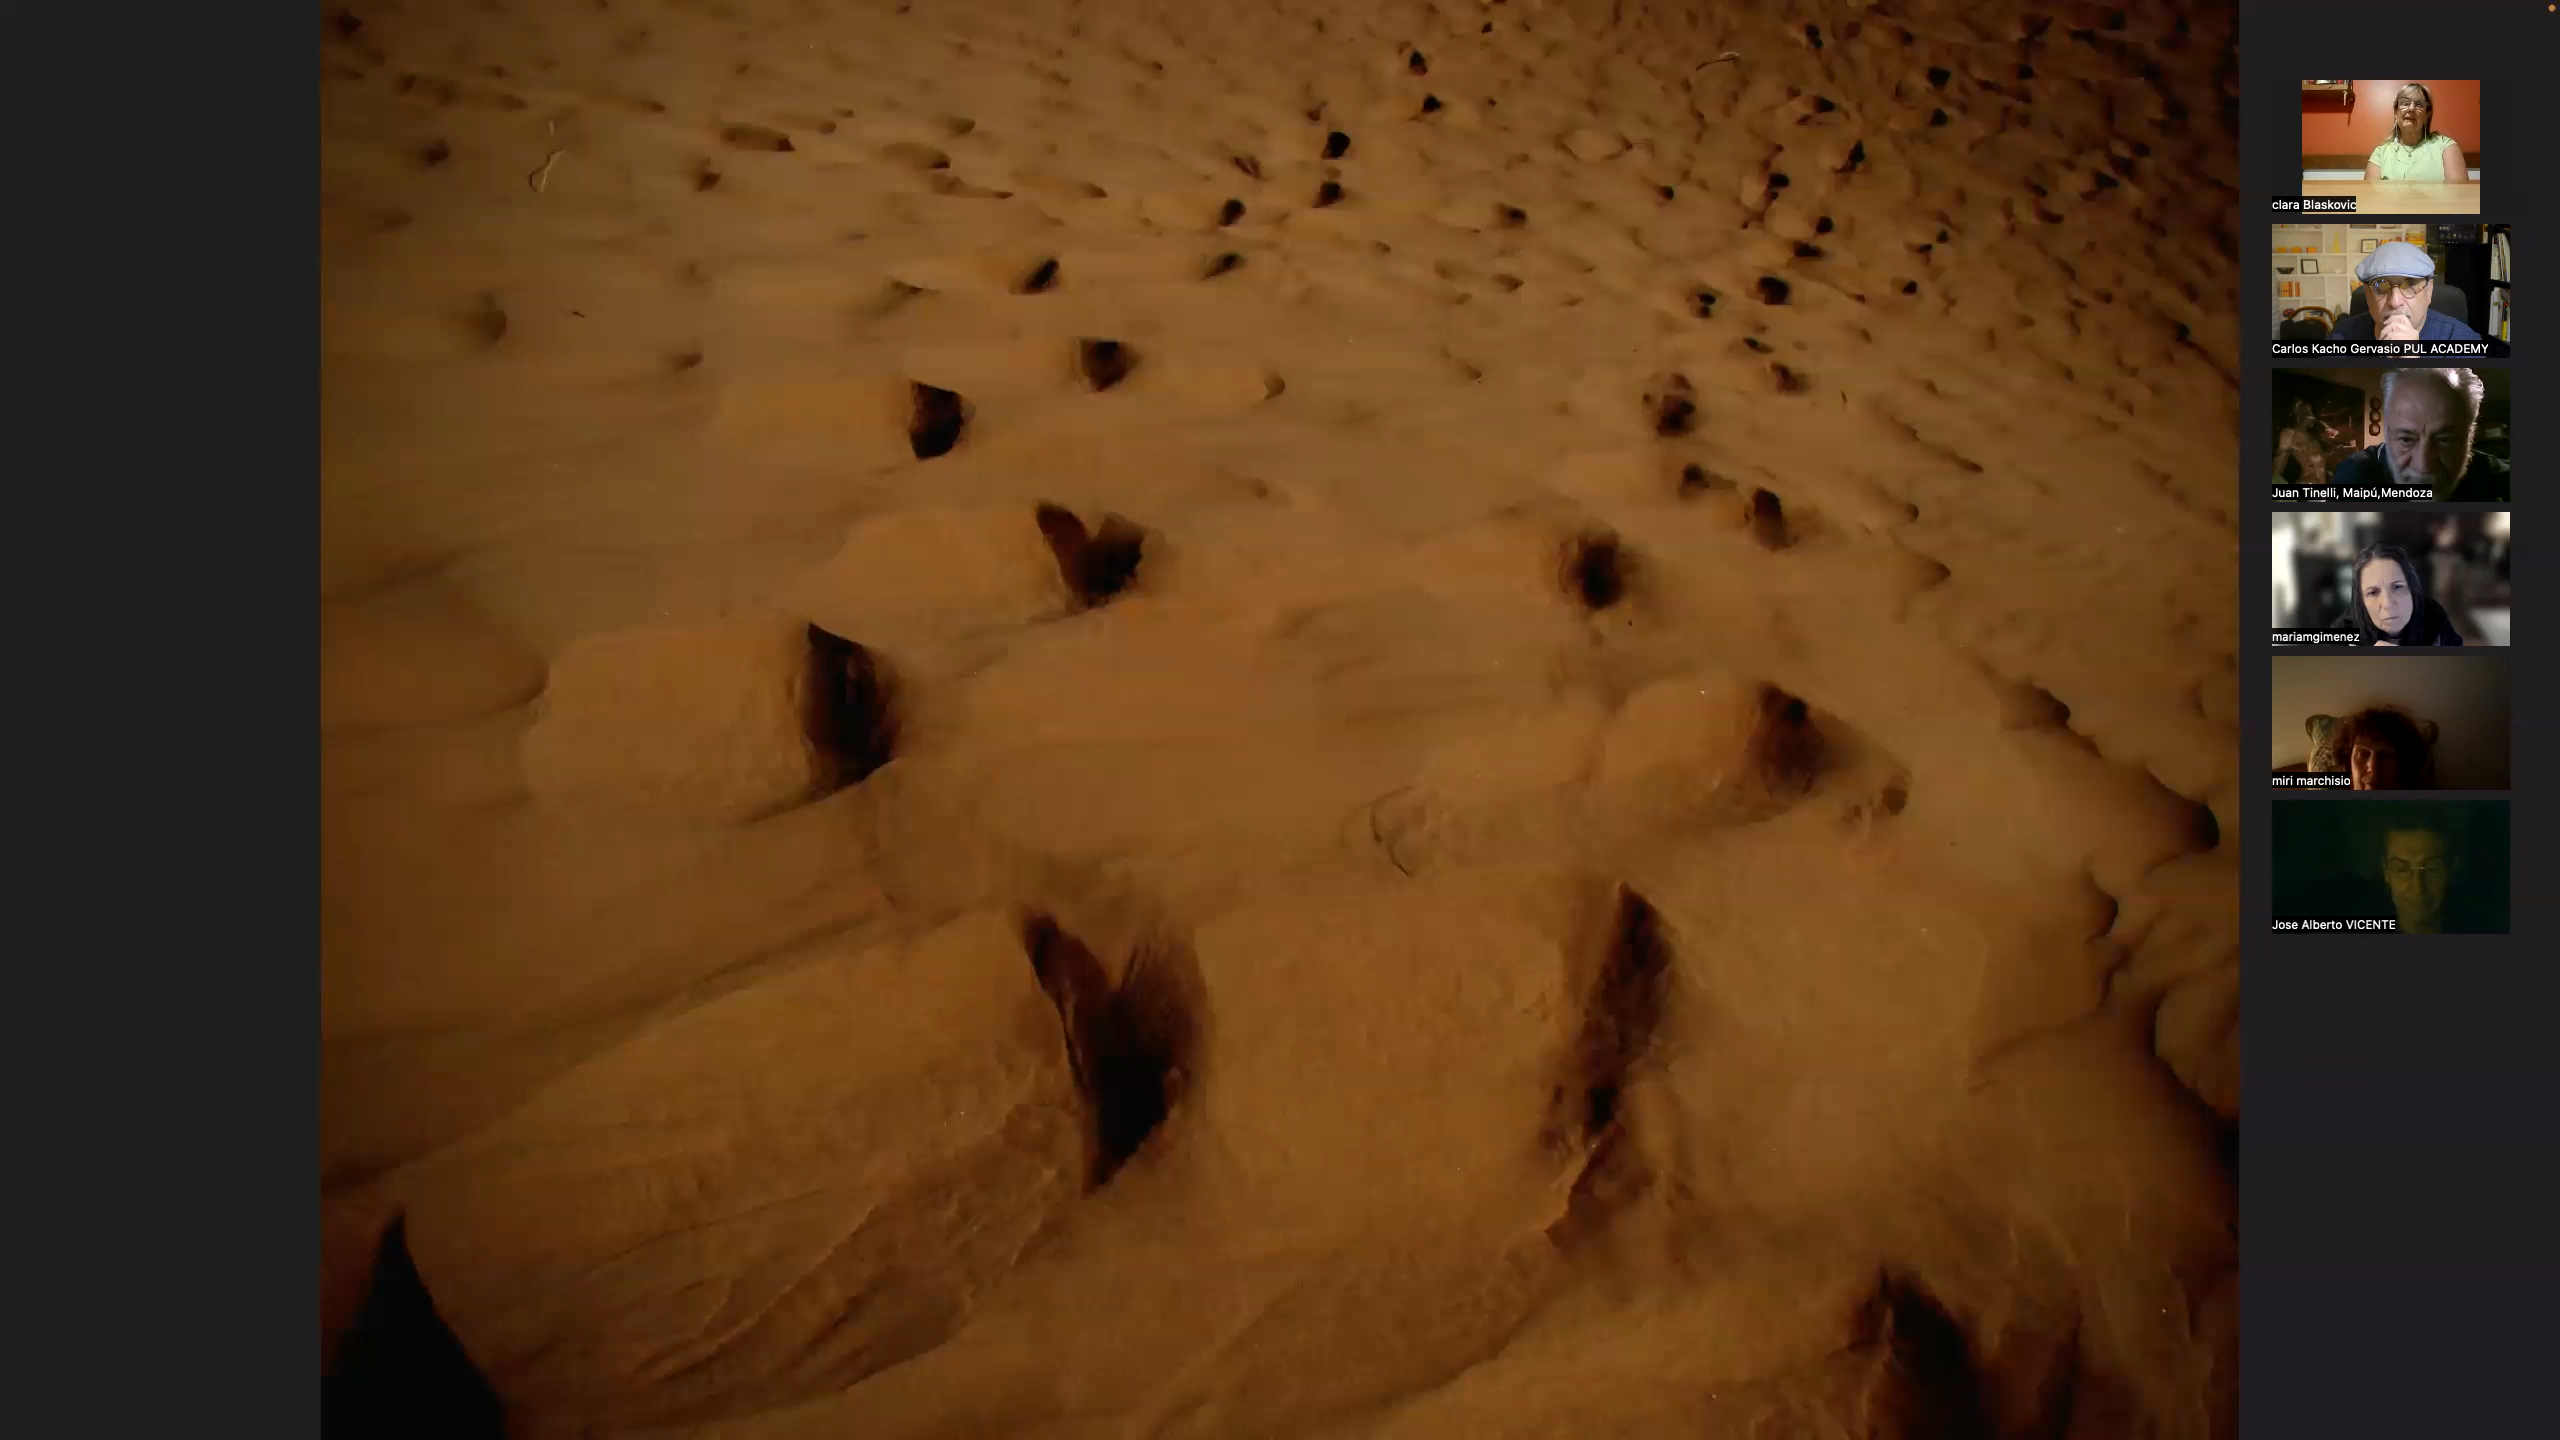 clara Blaskovic
Carlos Kacho Gervasio PUL ACADEMY
Juan Tinelli, Maipú,Mendoza
mariamgimenez
miri marchisio
Jose Alberto VICENTE